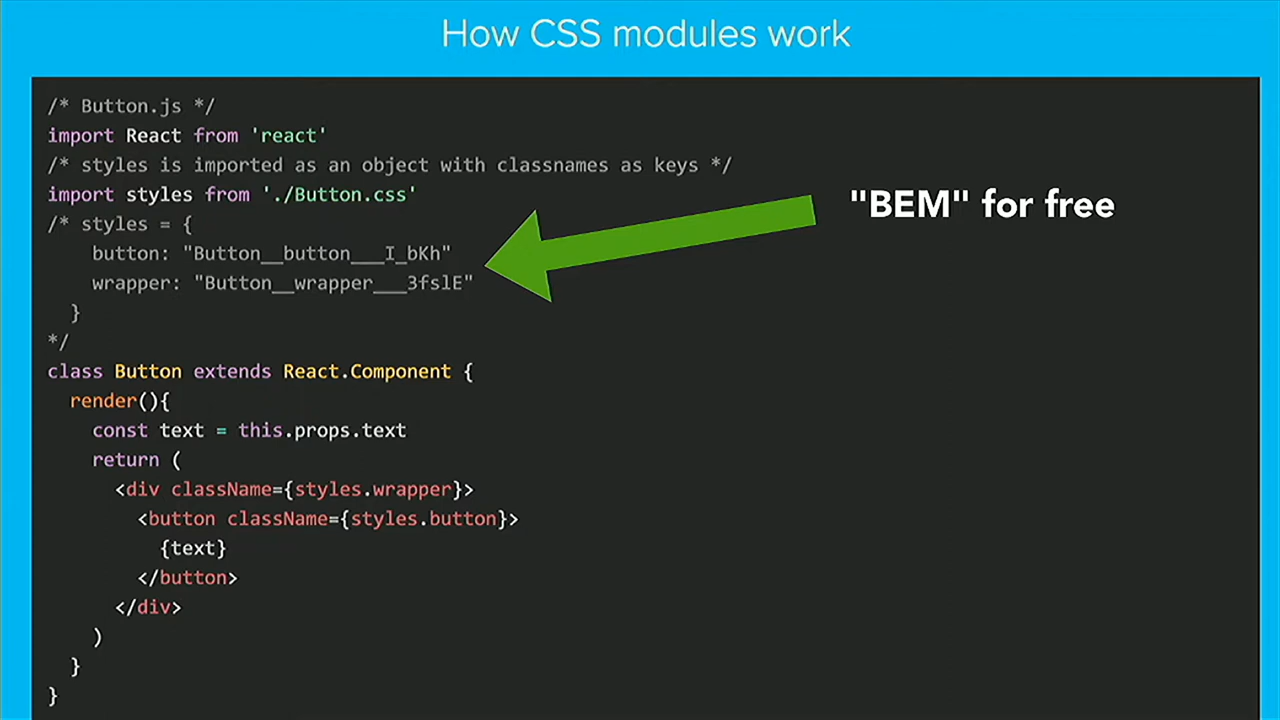 How CSS modules work
/* Button.js */
import React from 'react'
/* styles is imported as an object with classnames as keys */
import styles from './Button.css'
"BEM" for free
/* styles = {
    button: "Button__button___I_bKh"
    wrapper: "Button__wrapper___3fslE"
  }
*/
class Button extends React.Component {
  render(){
    const text = this.props.text
    return (
      <div className={styles.wrapper}>
        <button className={styles.button}>
          {text}
        </button>
      </div>
    )
  }
}